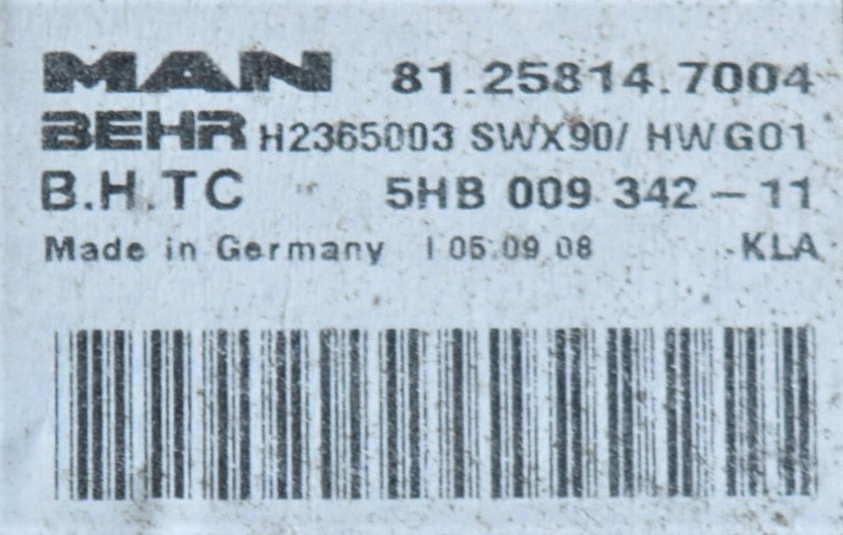 MAN 81.25814.7004
BEHR H2365003 SWX90/ HWG01
B.H.TC 5HB 009 342-11
Made in Germany I 05.09.08 KLA